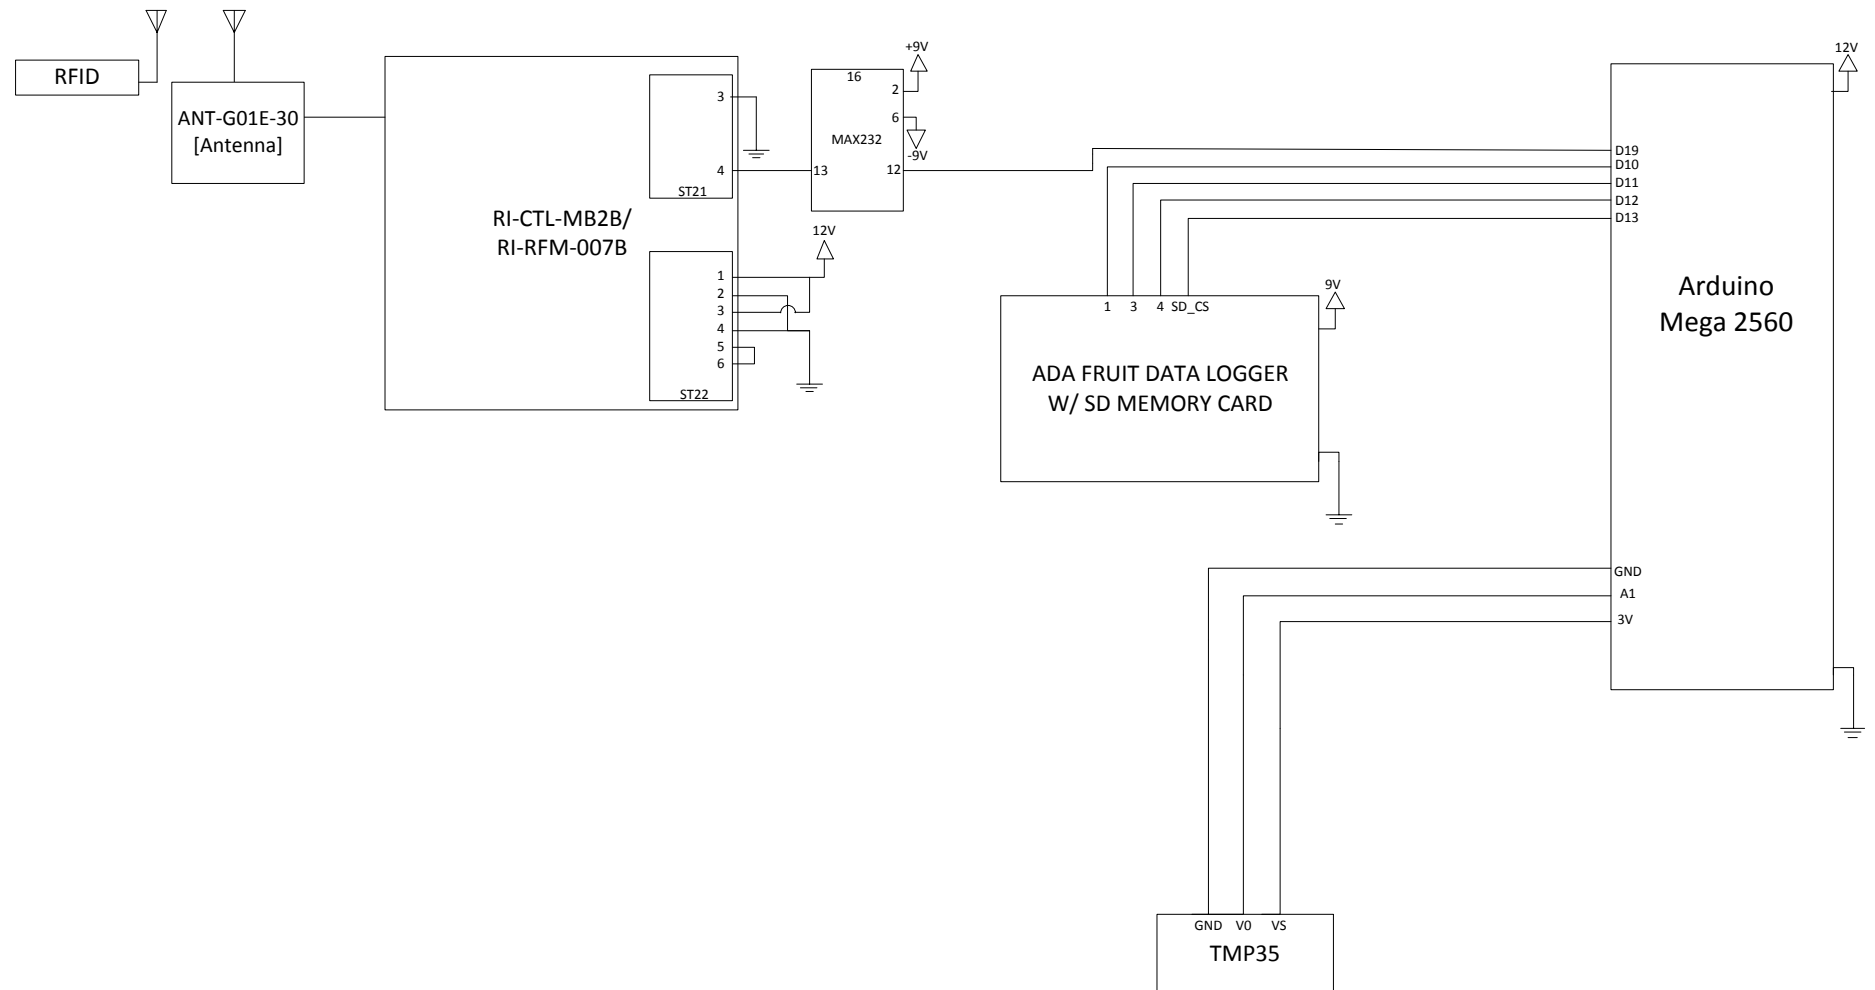 RFID
ANT-G01E-30
[Antenna]
RI-CTL-MB2B/
RI-RFM-007B
3
4
ST21
1
2
3
4
5
6
ST22
12V
16
2
6
MAX232
13
12
+9V
-9V
1 3 4 SD_CS
ADA FRUIT DATA LOGGER
W/ SD MEMORY CARD
9V
12V
D19
D10
D11
D12
D13
Arduino
Mega 2560
GND
A1
3V
GND V0 VS
TMP35